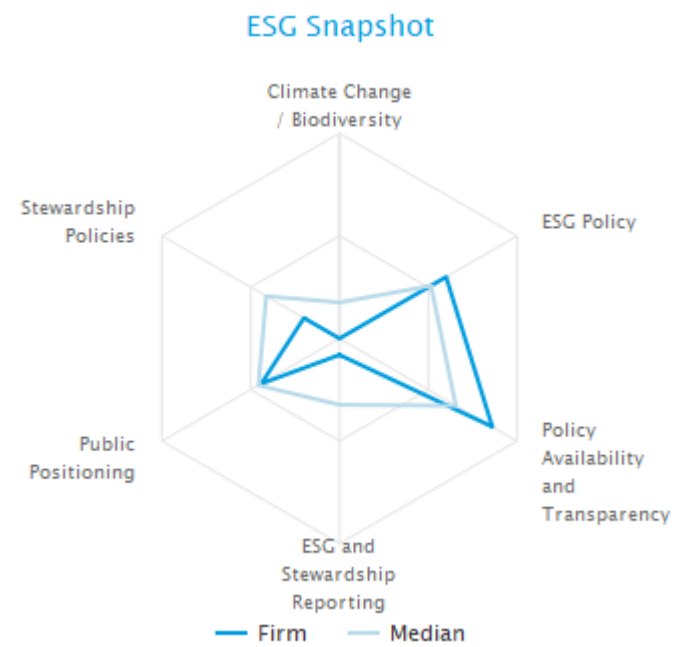 ESG Snapshot
Climate Change
/ Biodiversity
ESG Policy
Policy
Availability
and
Transparency
ESG and
Stewardship
Reporting
Public
Positioning
Stewardship
Policies
Firm
Median